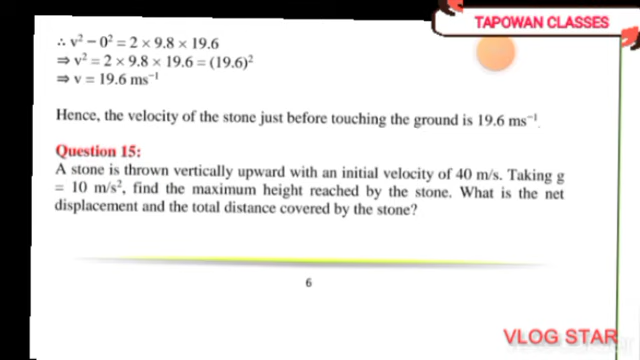 TAPOWAN CLASSES
∴ v² – 0² = 2 × 9.8 × 19.6
⇒ v² = 2 × 9.8 × 19.6 = (19.6)²
⇒ v = 19.6 ms⁻¹
Hence, the velocity of the stone just before touching the ground is 19.6 ms⁻¹.
Question 15:
A stone is thrown vertically upward with an initial velocity of 40 m/s. Taking g
= 10 m/s², find the maximum height reached by the stone. What is the net
displacement and the total distance covered by the stone?
6
VLOG STAR